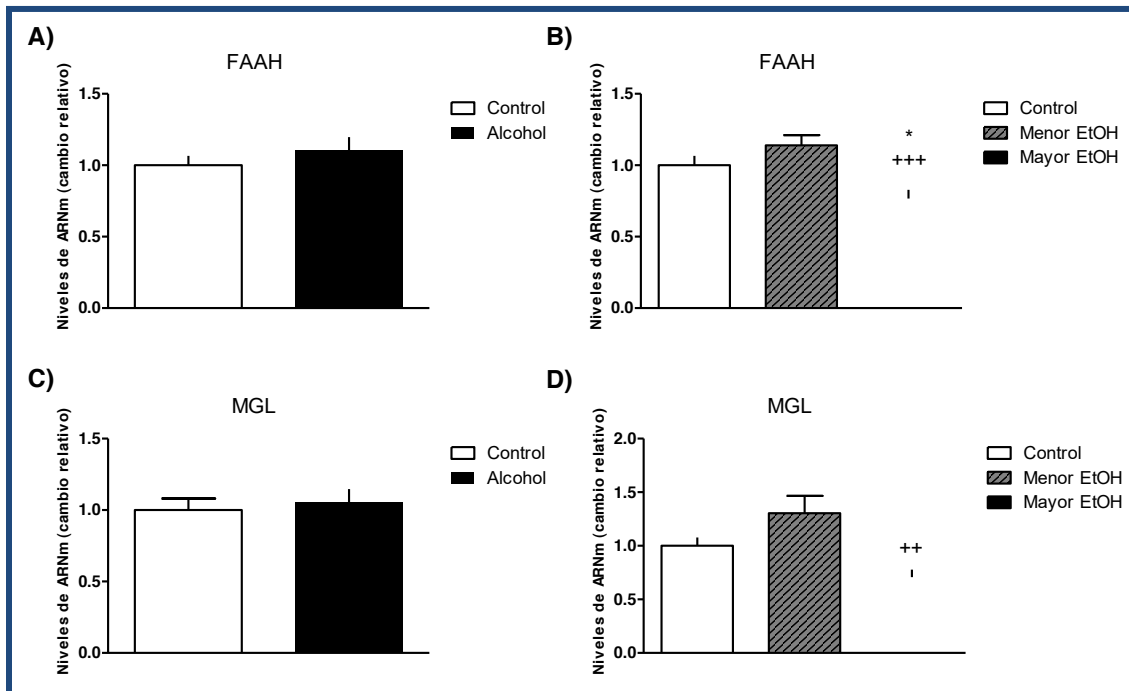 A)
FAAH
Niveles de ARNm (cambio relativo)
1.5
1.0
0.5
0.0
Control
Alcohol
B)
FAAH
Niveles de ARNm (cambio relativo)
1.5
1.0
0.5
0.0
*
+++
Control
Menor EtOH
Mayor EtOH
C)
MGL
Niveles de ARNm (cambio relativo)
1.5
1.0
0.5
0.0
Control
Alcohol
D)
MGL
Niveles de ARNm (cambio relativo)
2.0
1.5
1.0
0.5
0.0
++
Control
Menor EtOH
Mayor EtOH